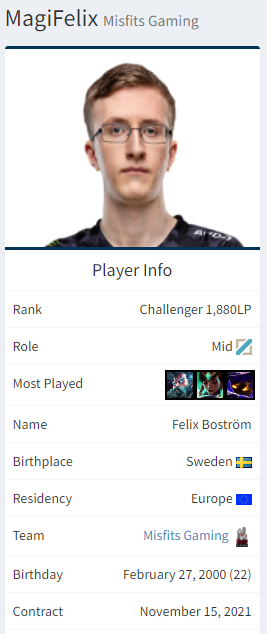 MagiFelix Misfits Gaming
AMD
Player Info
Rank Challenger 1,880LP
Role Mid
Most Played
Name Felix Boström
Birthplace Sweden
Residency Europe
Team Misfits Gaming
Birthday February 27, 2000 (22)
Contract November 15, 2021